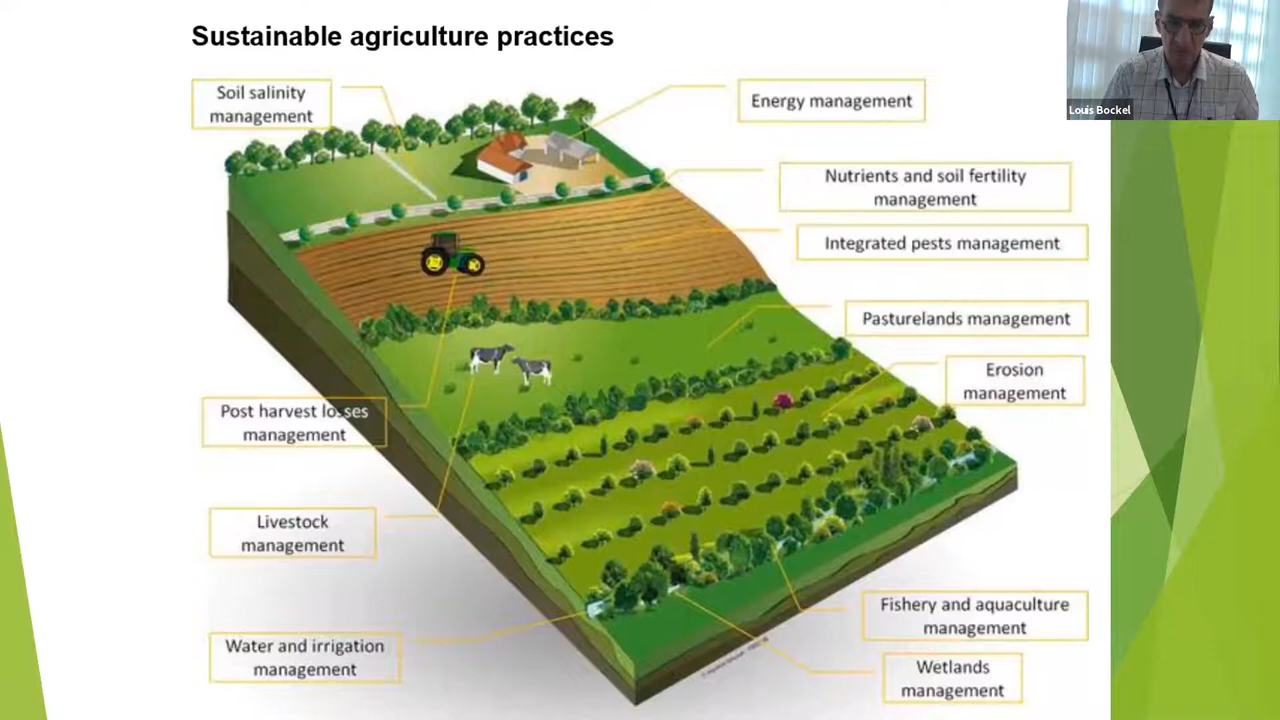 Sustainable agriculture practices
Louis Bockel
Soil salinity
management
Energy management
Nutrients and soil fertility
management
Integrated pests management
Pasturelands management
Erosion
management
Post harvest losses
management
Livestock
management
Fishery and aquaculture
management
Water and irrigation
management
Wetlands
management